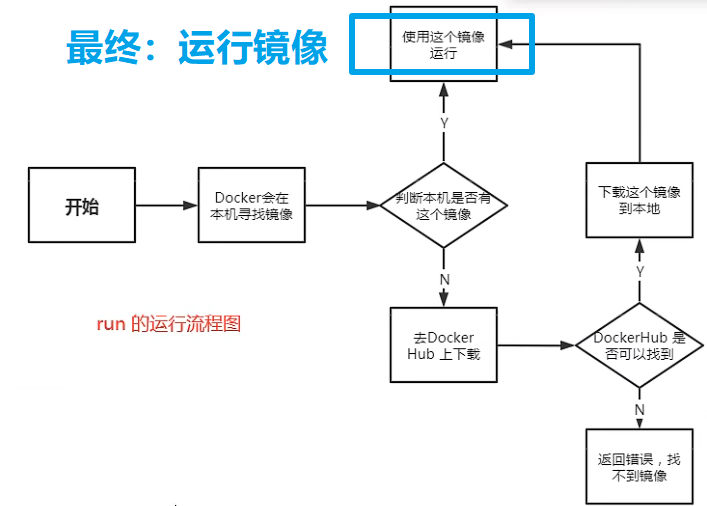 最终：运行镜像
使用这个镜像
运行
Y
开始
Docker会在
本机寻找镜像
判断本机是否有
这个镜像
下载这个镜像
到本地
N
Y
run 的运行流程图
去Docker
Hub 上下载
DockerHub 是
否可以找到
N
返回错误，找
不到镜像